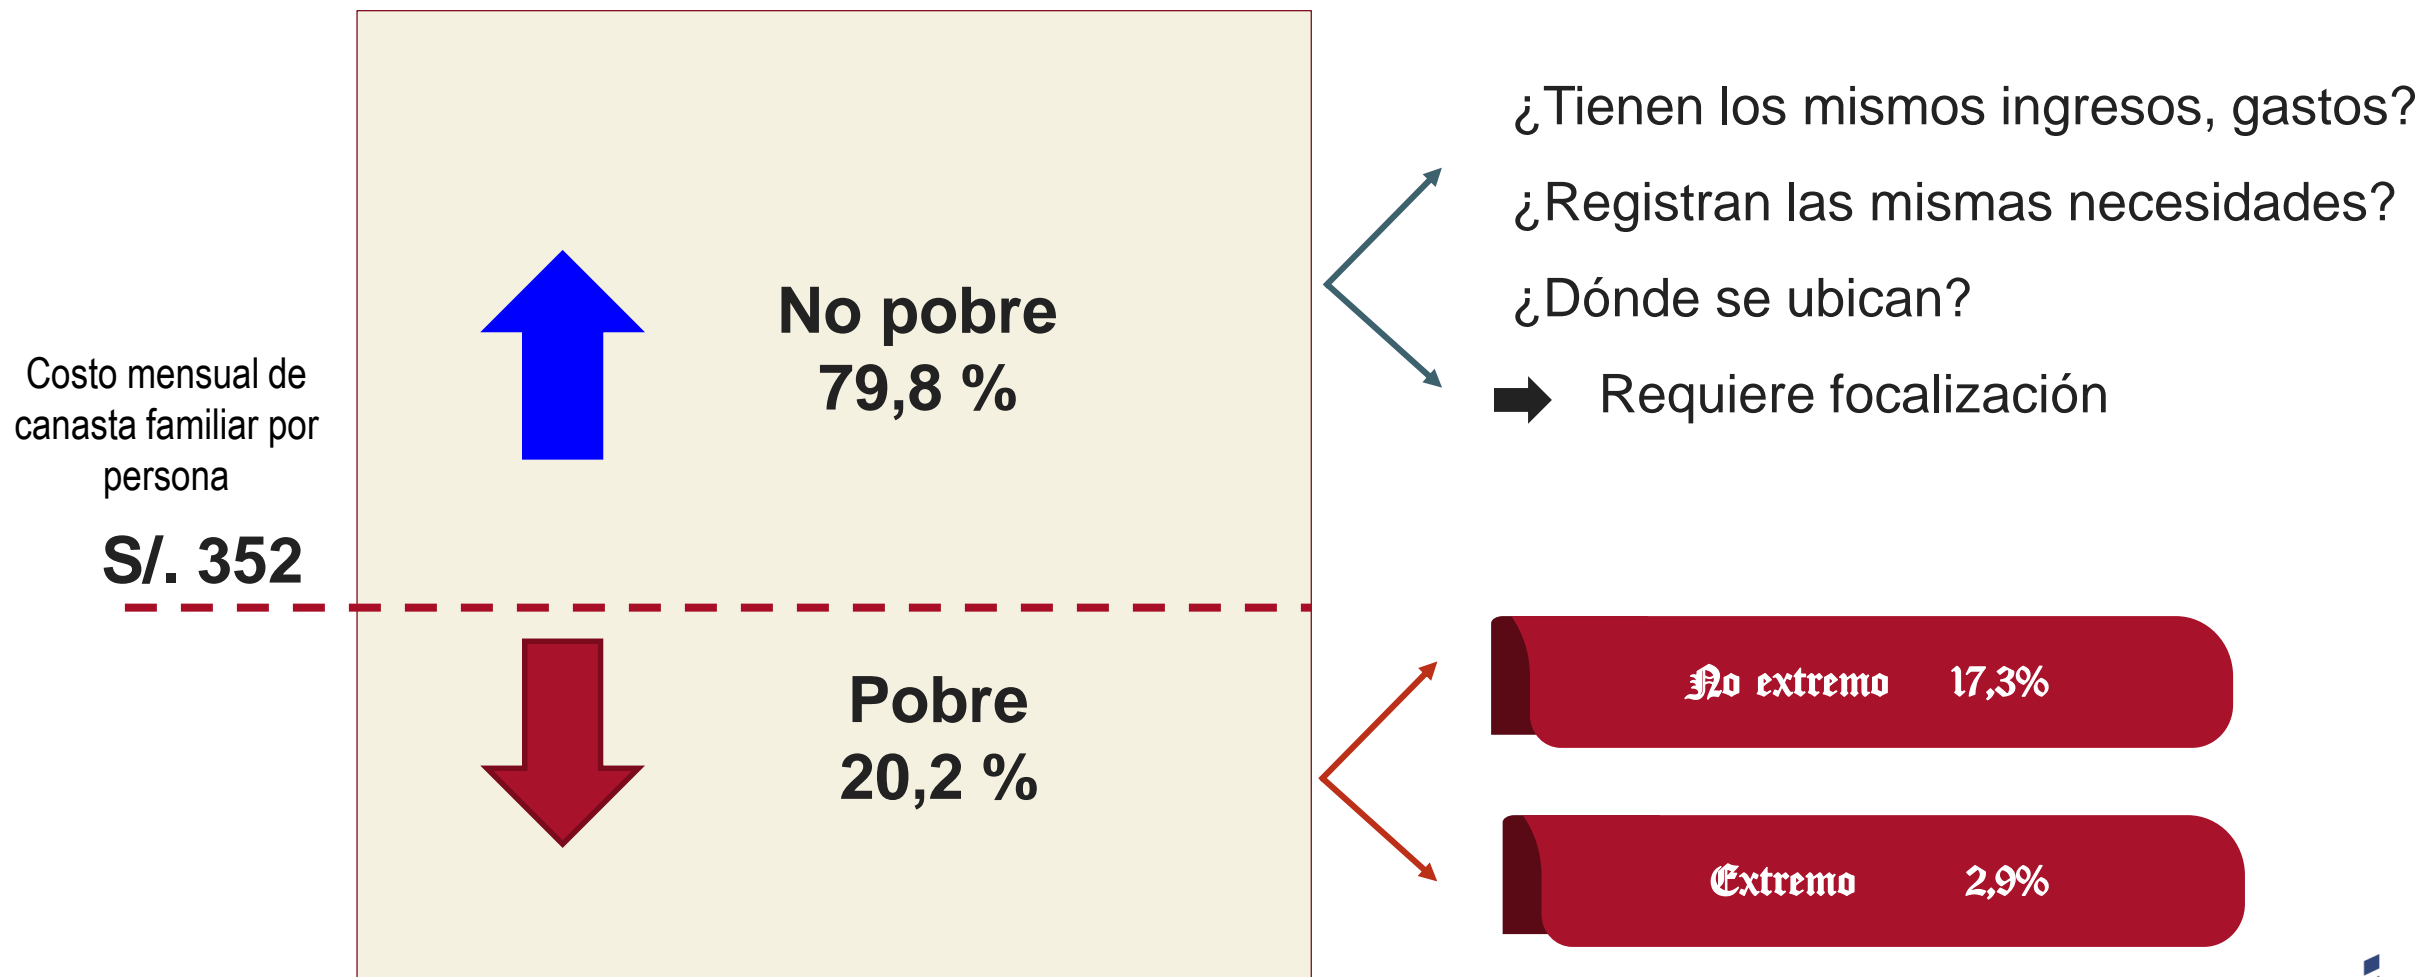 Costo mensual de
canasta familiar por
persona
S/. 352
No pobre
79,8 %
Pobre
20,2 %
¿Tienen los mismos ingresos, gastos?
¿Registran las mismas necesidades?
¿Dónde se ubican?
Requiere focalización
No extremo 17,3%
Extremo 2,9%